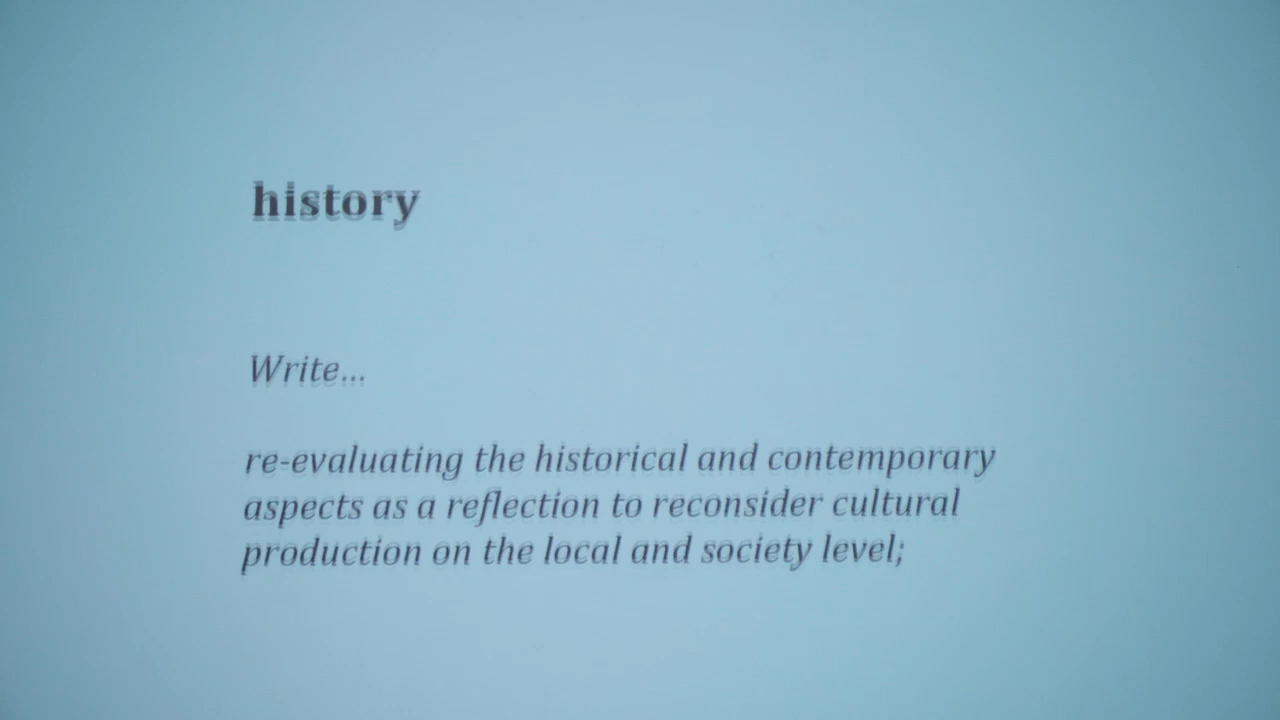 history
Write...
re-evaluating the historical and contemporary
aspects as a reflection to reconsider cultural
production on the local and society level;